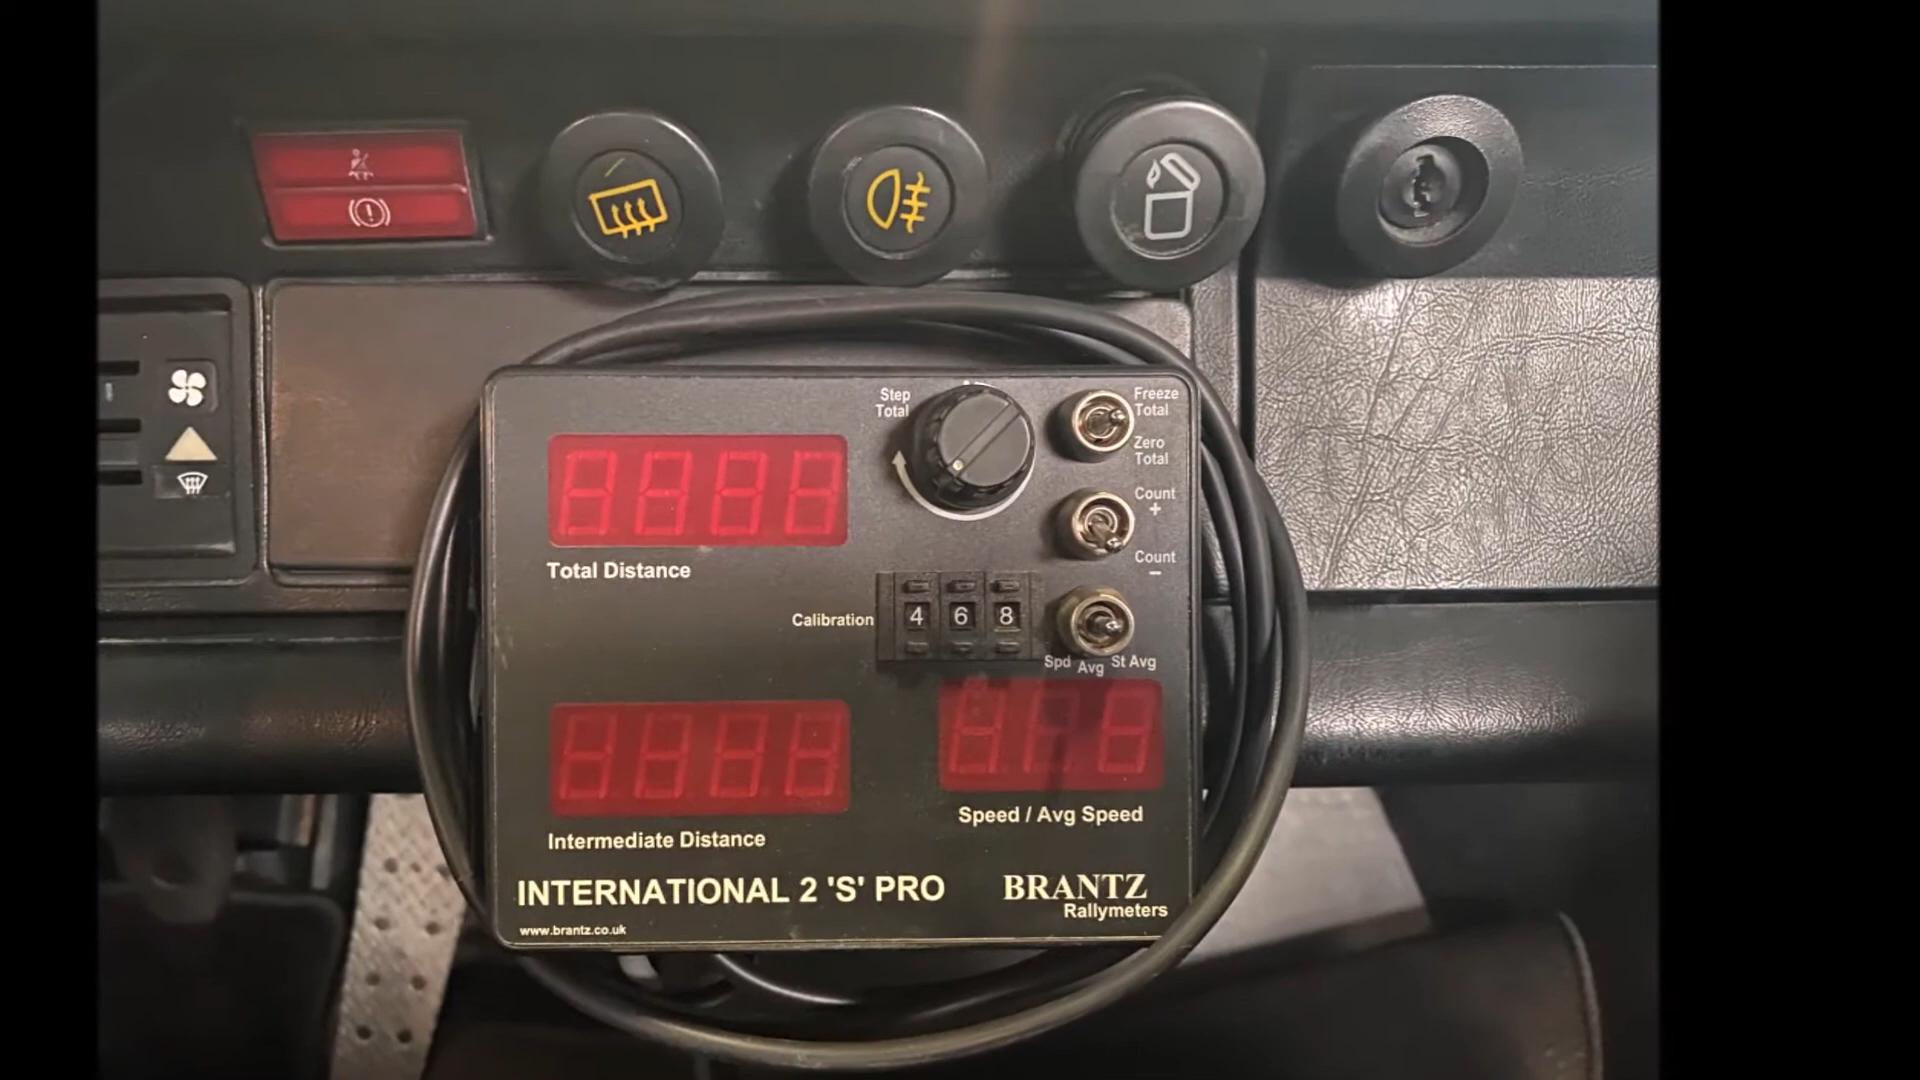 Step
Total
Freeze
Total
Zero
Total
Count
+
Count
−
Total Distance
Calibration
4 6 8
Spd Avg St Avg
Speed / Avg Speed
Intermediate Distance
INTERNATIONAL 2 'S' PRO
BRANTZ
Rallymeters
www.brantz.co.uk